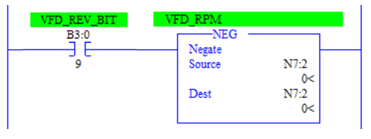 VFD_REV_BIT VFD_RPM
B3:0 NEG
Negate
9 Source N7:2
0<
Dest N7:2
0<